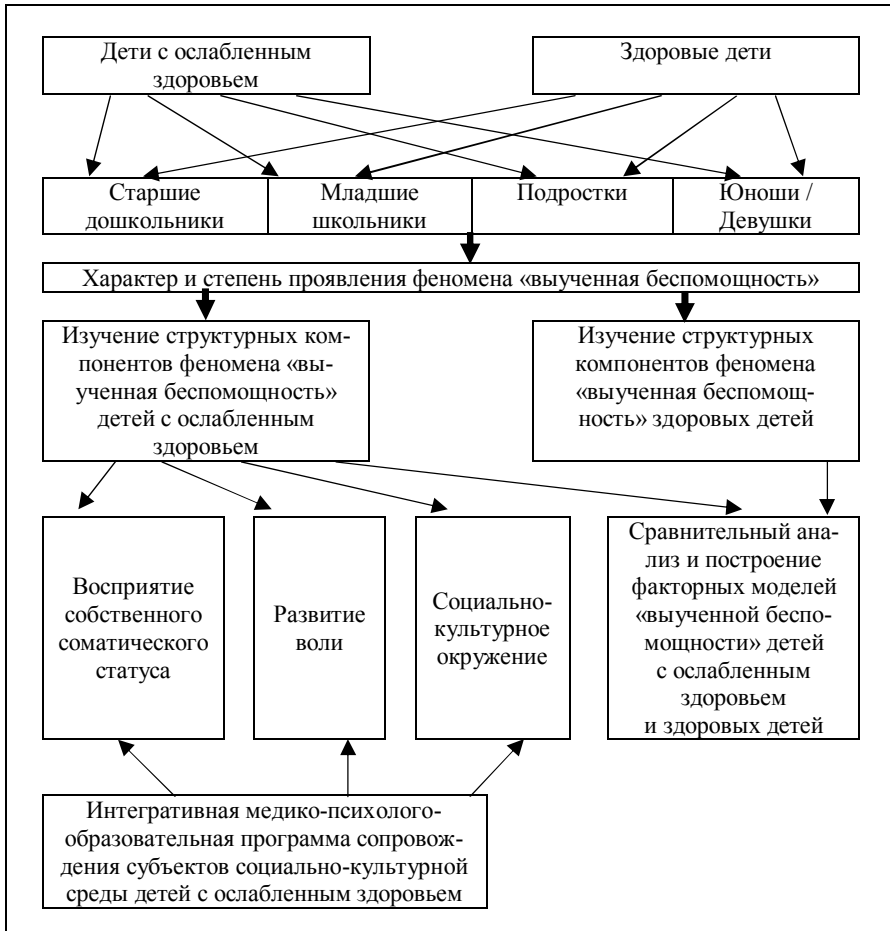 Дети с ослабленным
здоровьем
Здоровые дети
Старшие
дошкольники
Младшие
школьники
Подростки
Юноши /
Девушки
Характер и степень проявления феномена «выученная беспомощность»
Изучение структурных ком-
понентов феномена «вы-
ученная беспомощность»
детей с ослабленным
здоровьем
Изучение структурных
компонентов феномена
«выученная беспомощ-
ность» здоровых детей
Восприятие
собственного
соматического
статуса
Развитие
воли
Социально-
культурное
окружение
Сравнительный ана-
лиз и построение
факторных моделей
«выученной беспо-
мощности» детей
с ослабленным
здоровьем
и здоровых детей
Интегративная медико-психолого-
образовательная программа сопровож-
дения субъектов социально-культурной
среды детей с ослабленным здоровьем